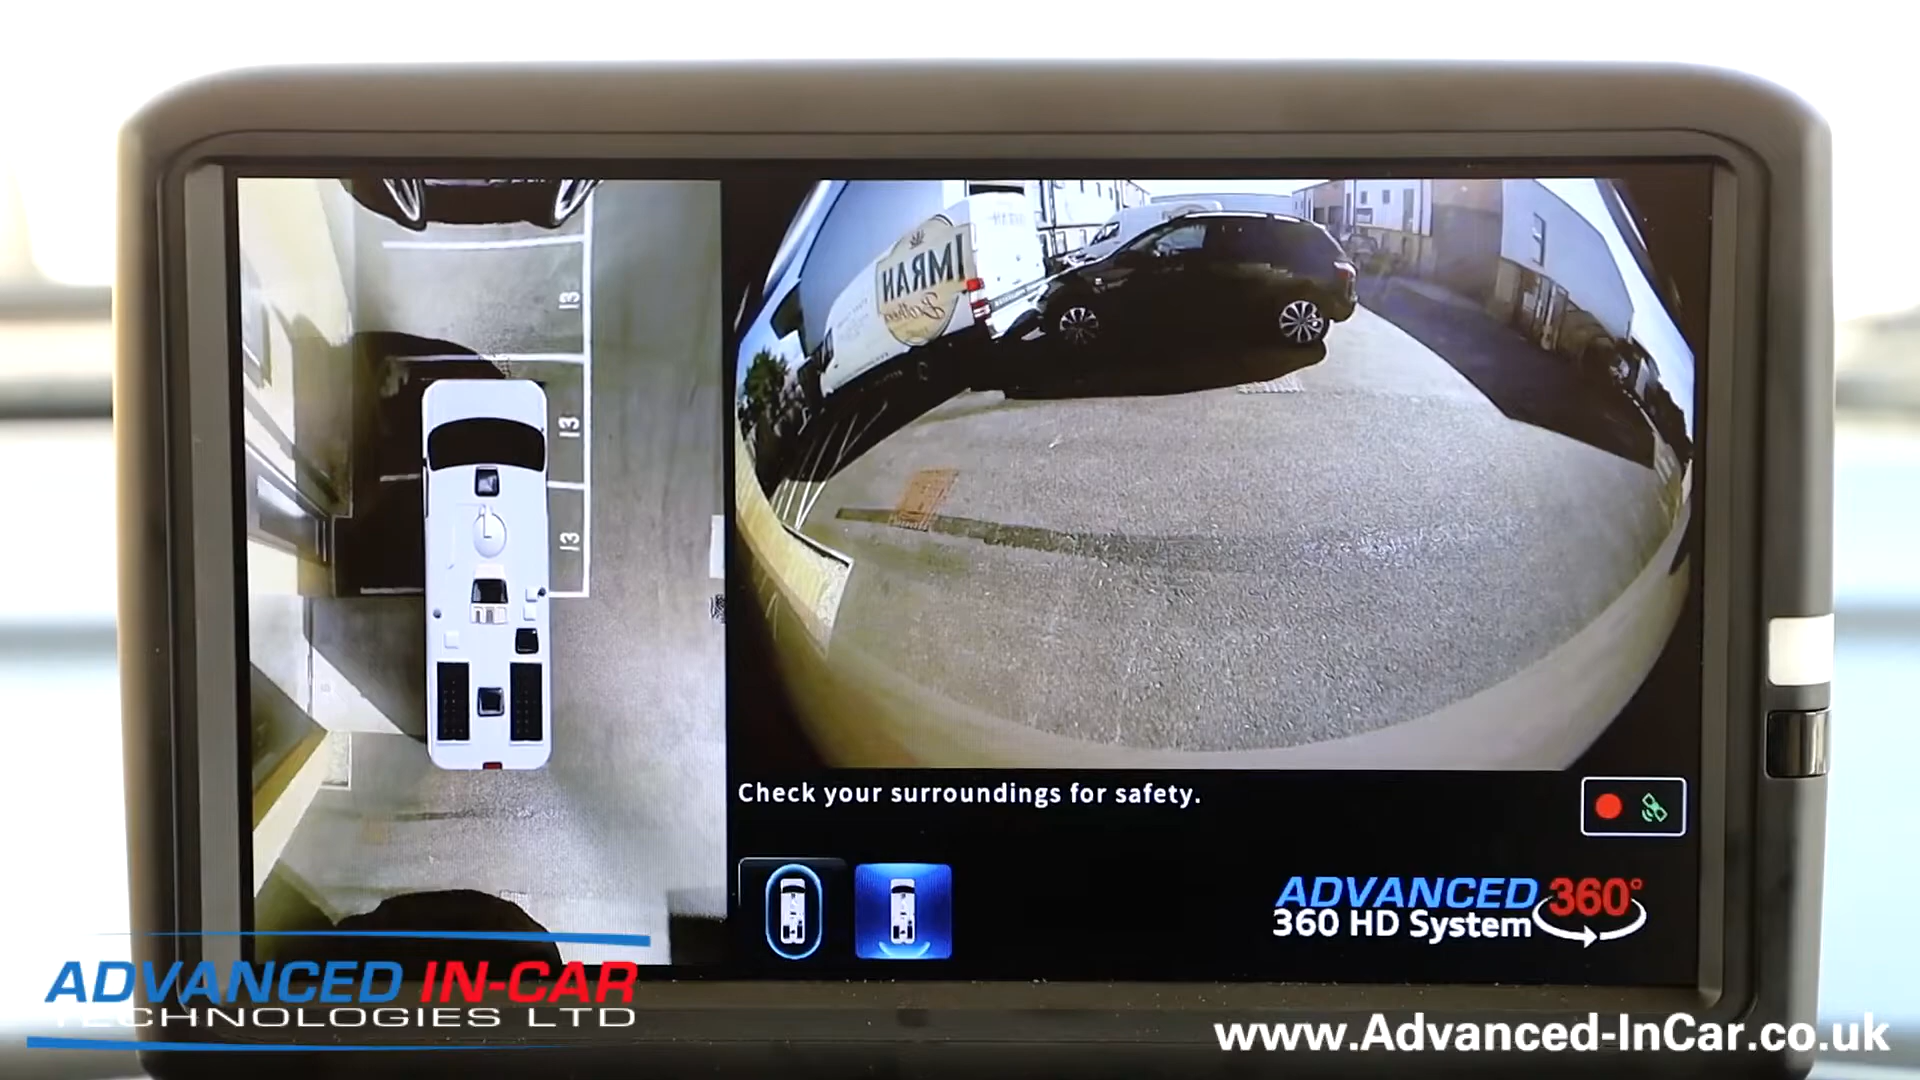 13
13
13
IMRAN
Brothers
Check your surroundings for safety.
ADVANCED 360°
360 HD System
ADVANCED IN-CAR
TECHNOLOGIES LTD
www.Advanced-InCar.co.uk